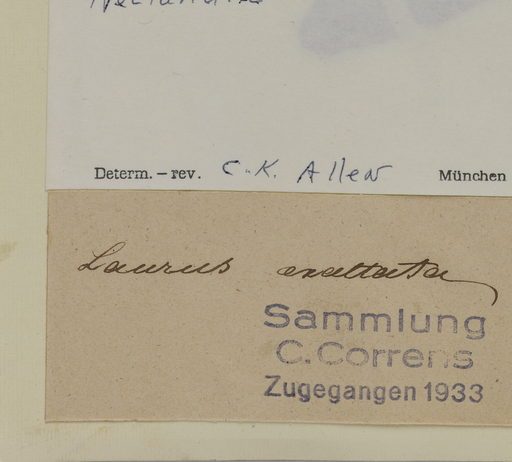 Determ. – rev. C. K. Allen München
Laurus exaltata
Sammlung
C. Correns
Zugegangen 1933